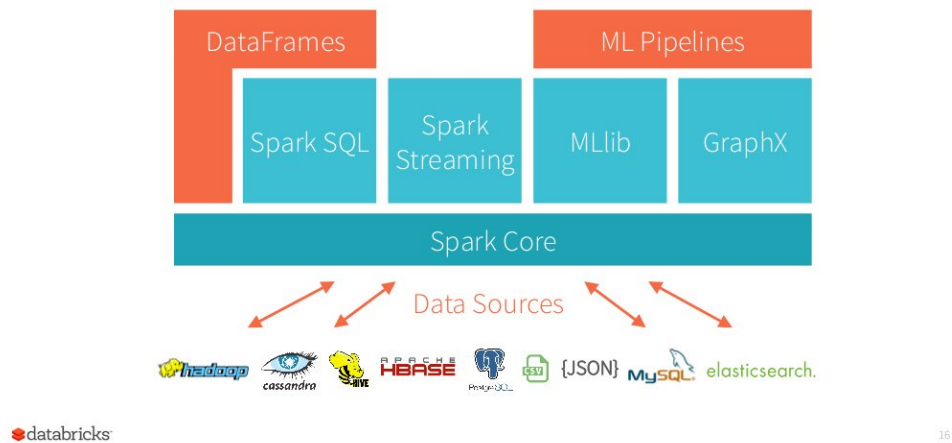 DataFrames
ML Pipelines
Spark SQL
Spark
Streaming
MLlib
GraphX
Spark Core
Data Sources
hadoop
cassandra
HIVE
APACHE
HBASE
PostgreSQL
CSV
{JSON}
MySQL
elasticsearch.
databricks
16